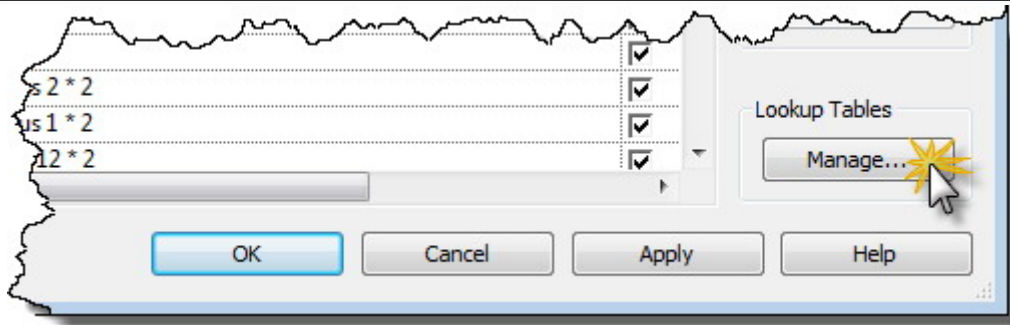 s 2 * 2
us 1 * 2
12 * 2
Lookup Tables
Manage...
OK
Cancel
Apply
Help